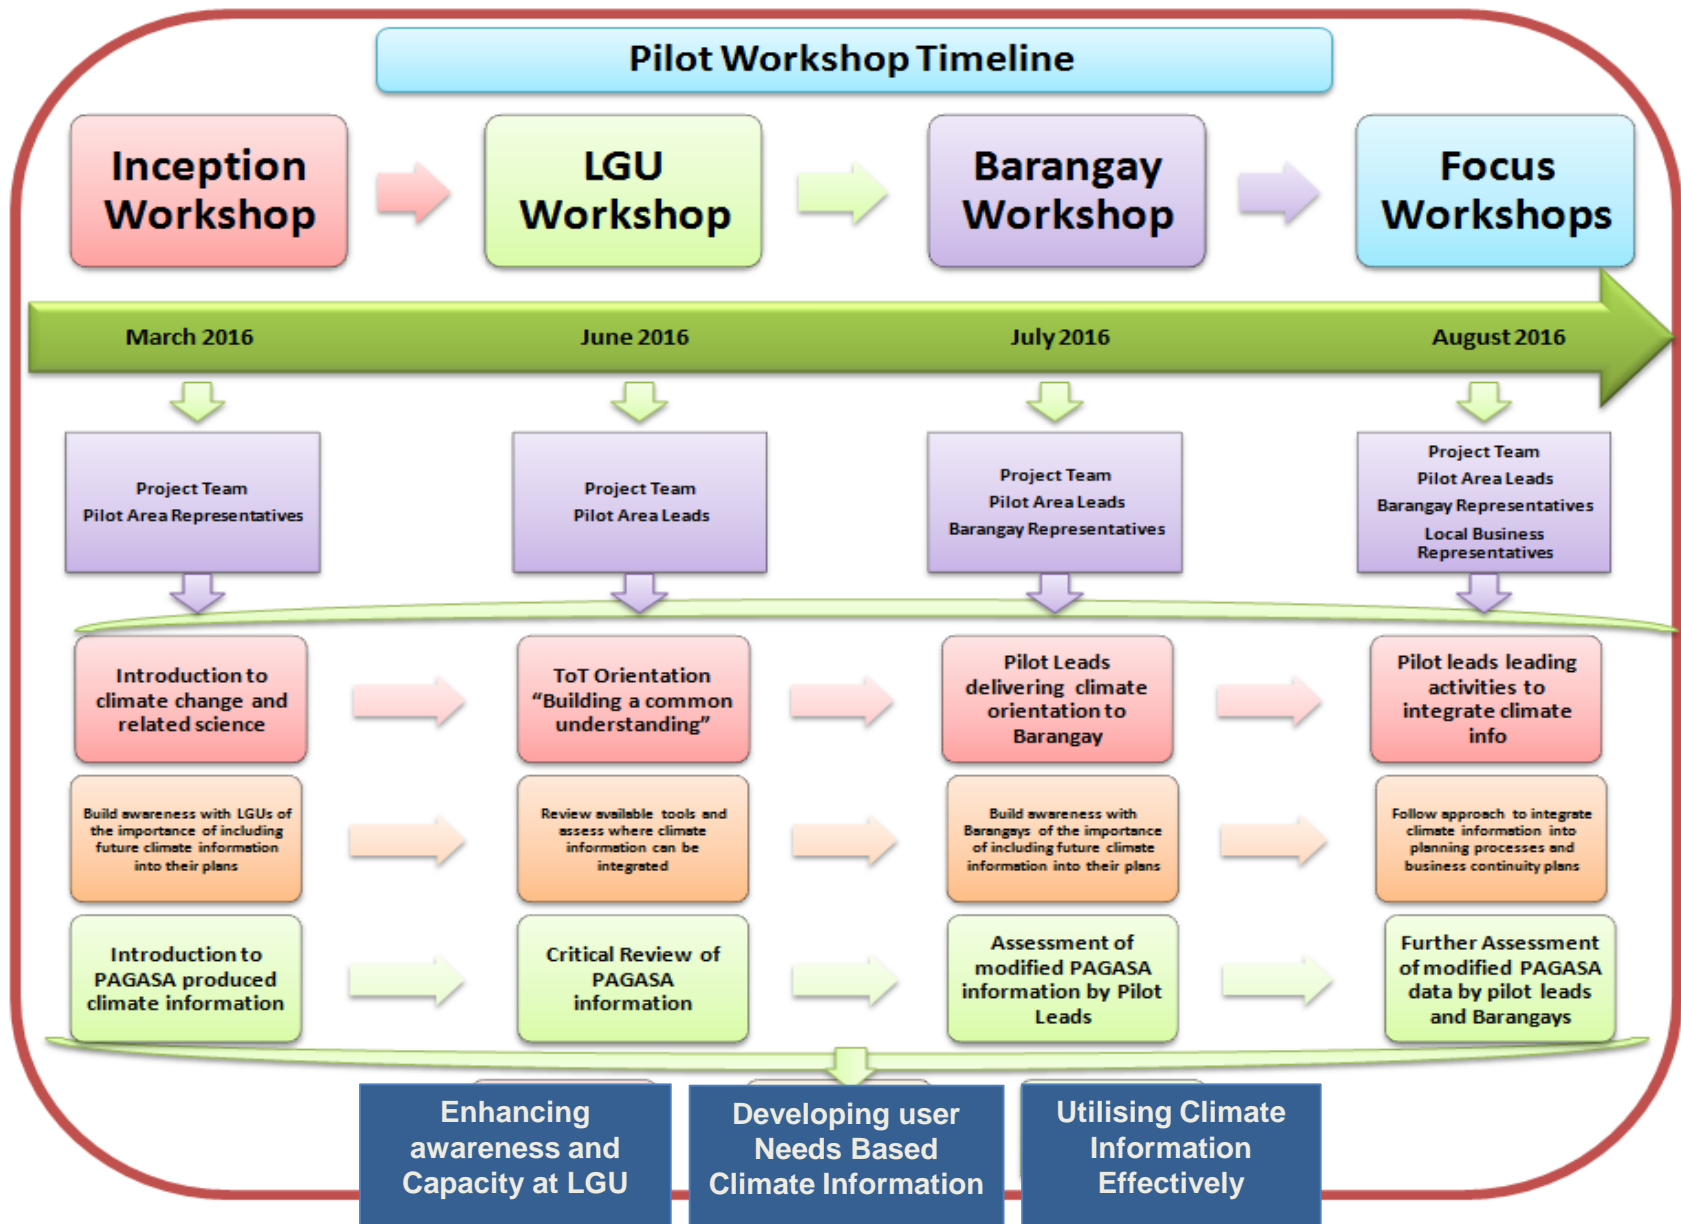 Pilot Workshop Timeline
Inception
Workshop
LGU
Workshop
Barangay
Workshop
Focus
Workshops
March 2016
June 2016
July 2016
August 2016
Project Team
Pilot Area Representatives
Project Team
Pilot Area Leads
Project Team
Pilot Area Leads
Barangay Representatives
Project Team
Pilot Area Leads
Barangay Representatives
Local Business
Representatives
Introduction to
climate change and
related science
ToT Orientation
“Building a common
understanding”
Pilot Leads
delivering climate
orientation to
Barangay
Pilot leads leading
activities to
integrate climate
info
Build awareness with LGUs of
the importance of including
future climate information
into their plans
Review available tools and
assess where climate
information can be
integrated
Build awareness with
Barangays of the importance
of including future climate
information into their plans
Follow approach to integrate
climate information into
planning processes and
business continuity plans
Introduction to
PAGASA produced
climate information
Critical Review of
PAGASA
information
Assessment of
modified PAGASA
information by Pilot
Leads
Further Assessment
of modified PAGASA
data by pilot leads
and Barangays
Enhancing
awareness and
Capacity at LGU
Developing user
Needs Based
Climate Information
Utilising Climate
Information
Effectively